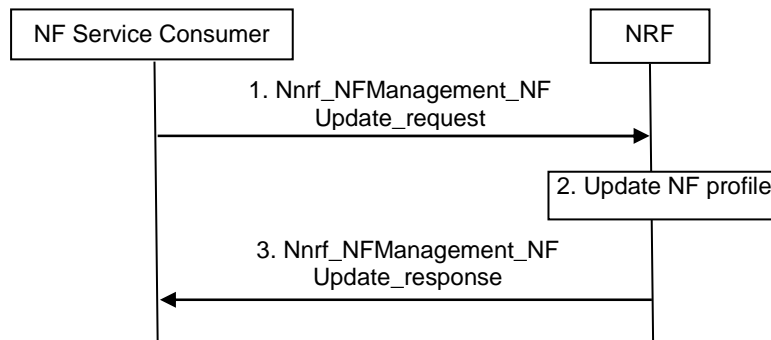 NF Service Consumer
NRF
1. Nnrf_NFManagement_NF
Update_request
2. Update NF profile
3. Nnrf_NFManagement_NF
Update_response